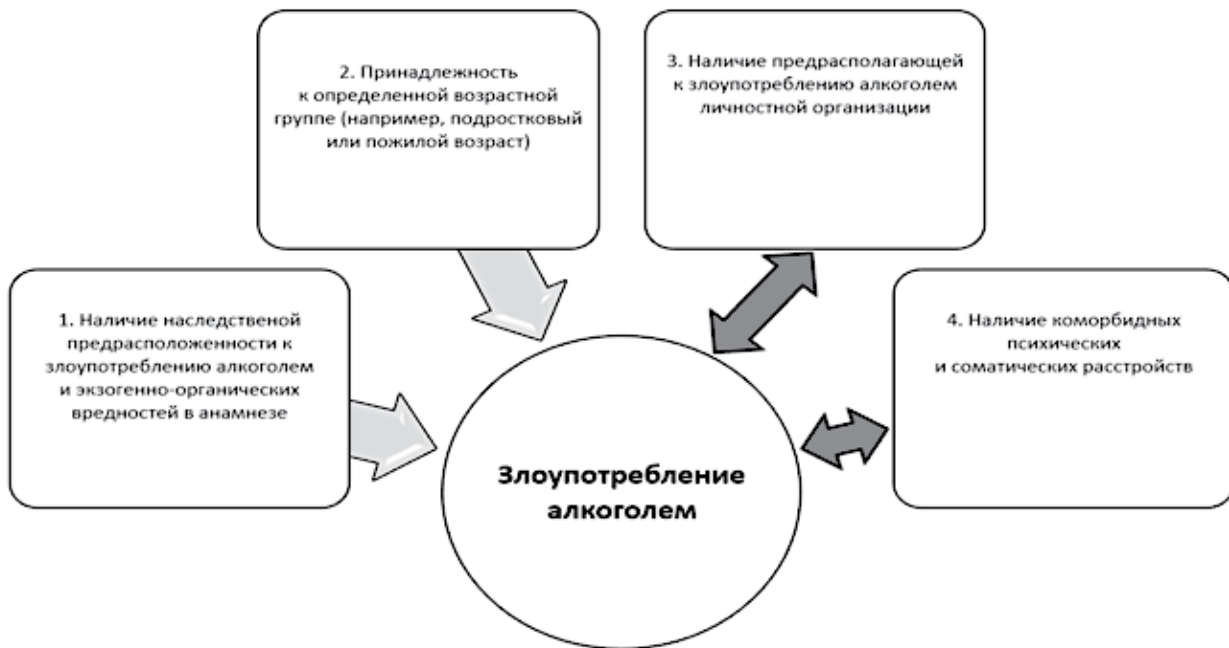 1. Наличие наследственой
предрасположенности к
злоупотреблению алкоголем
и экзогенно-органических
вредностей в анамнезе
2. Принадлежность
к определенной возрастной
группе (например, подростковый
или пожилой возраст)
3. Наличие предрасполагающей
к злоупотреблению алкоголем
личностной организации
4. Наличие коморбидных
психических
и соматических расстройств
Злоупотребление
алкоголем